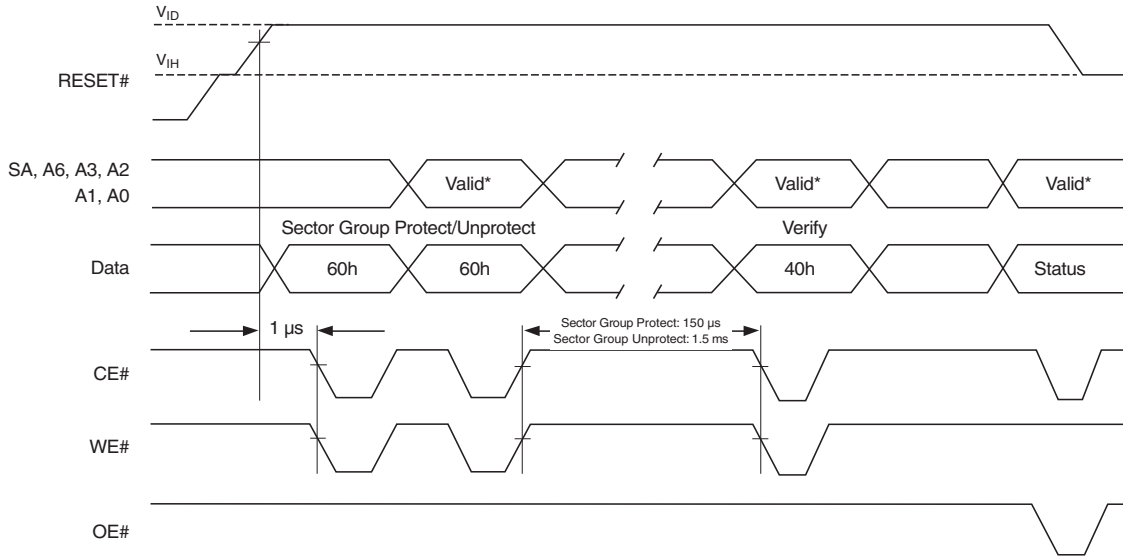 VID
VIH
RESET#
SA, A6, A3, A2
A1, A0
Valid*
Valid*
Valid*
Sector Group Protect/Unprotect
Verify
Data
60h
60h
40h
Status
1 µs
Sector Group Protect: 150 µs
Sector Group Unprotect: 1.5 ms
CE#
WE#
OE#